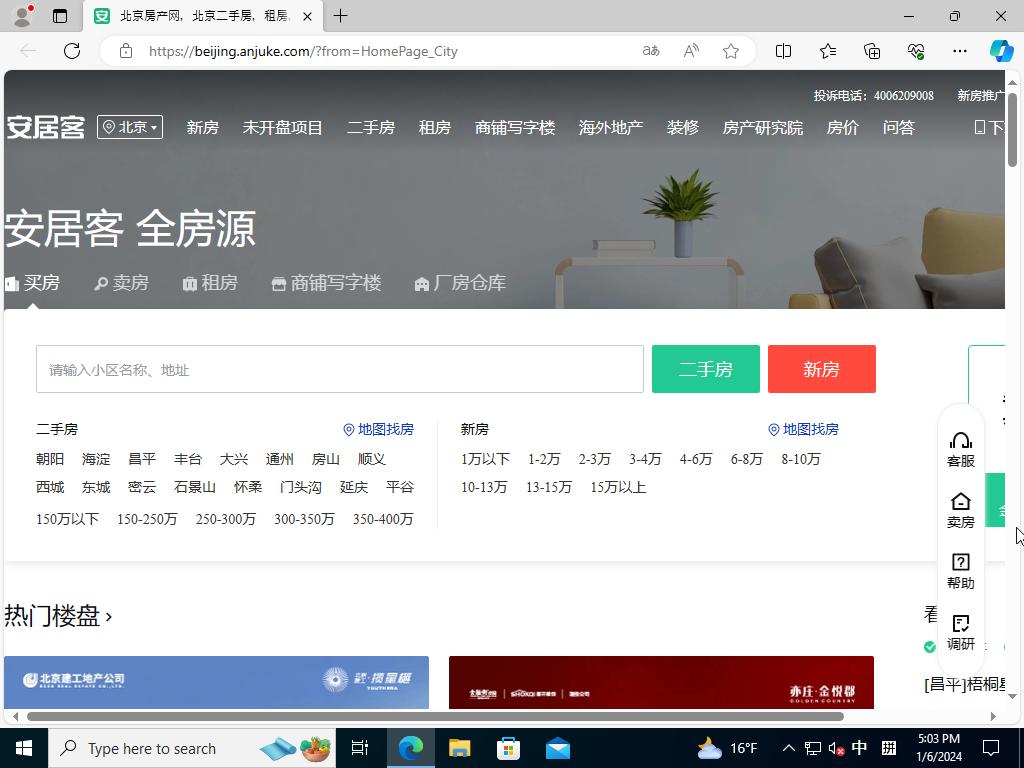 北京房产网，北京二手房，租房
https://beijing.anjuke.com/?from=HomePage_City
投诉电话：4006209008 新房推广
安居客 北京 新房 未开盘项目 二手房 租房 商铺写字楼 海外地产 装修 房产研究院 房价 问答 下
安居客 全房源
买房 卖房 租房 商铺写字楼 厂房仓库
请输入小区名称、地址 二手房 新房
二手房 地图找房 新房 地图找房
朝阳 海淀 昌平 丰台 大兴 通州 房山 顺义 1万以下 1-2万 2-3万 3-4万 4-6万 6-8万 8-10万
西城 东城 密云 石景山 怀柔 门头沟 延庆 平谷 10-13万 13-15万 15万以上
150万以下 150-250万 250-300万 300-350万 350-400万
客服
卖房
帮助
调研
热门楼盘 看
[昌平]梧桐星
北京建工地产公司
YOUTHERA
亦庄·金悦郡
GOLDEN COUNTRY
Type here to search
16°F
中
拼
5:03 PM
1/6/2024